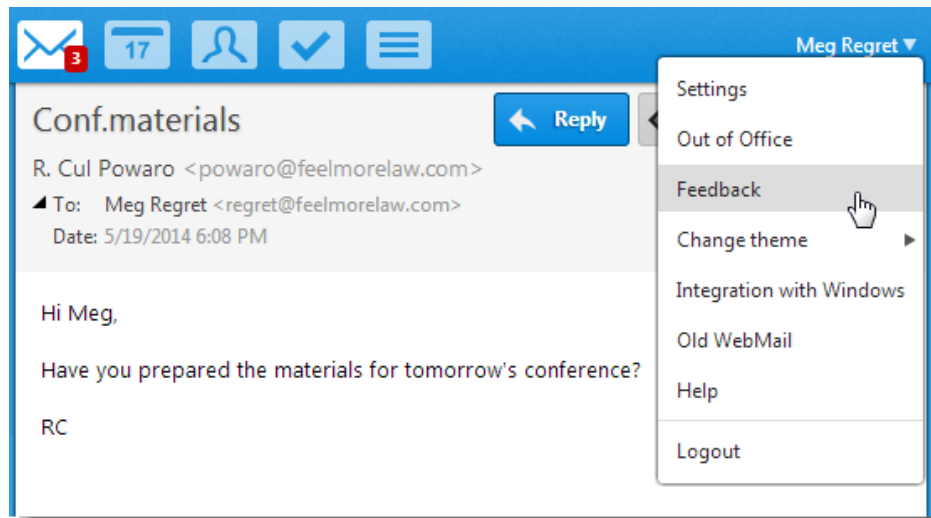 3
17
Meg Regret
Conf.materials
Reply
R. Cul Powaro <powaro@feelmorelaw.com>
To: Meg Regret <regret@feelmorelaw.com>
Date: 5/19/2014 6:08 PM
Hi Meg,
Have you prepared the materials for tomorrow's conference?
RC
Settings
Out of Office
Feedback
Change theme
Integration with Windows
Old WebMail
Help
Logout